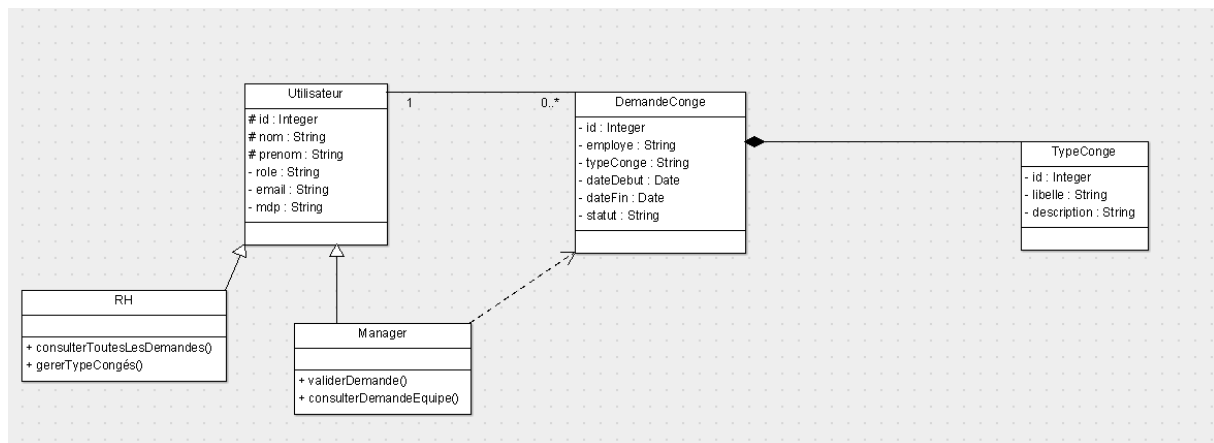 Utilisateur
# id : Integer
# nom : String
# prenom : String
- role : String
- email : String
- mdp : String
1
0..*
DemandeConge
- id : Integer
- employe : String
- typeConge : String
- dateDebut : Date
- dateFin : Date
- statut : String
TypeConge
- id : Integer
- libelle : String
- description : String
RH
+ consulterToutesLesDemandes()
+ gererTypeCongés()
Manager
+ validerDemande()
+ consulterDemandeEquipe()